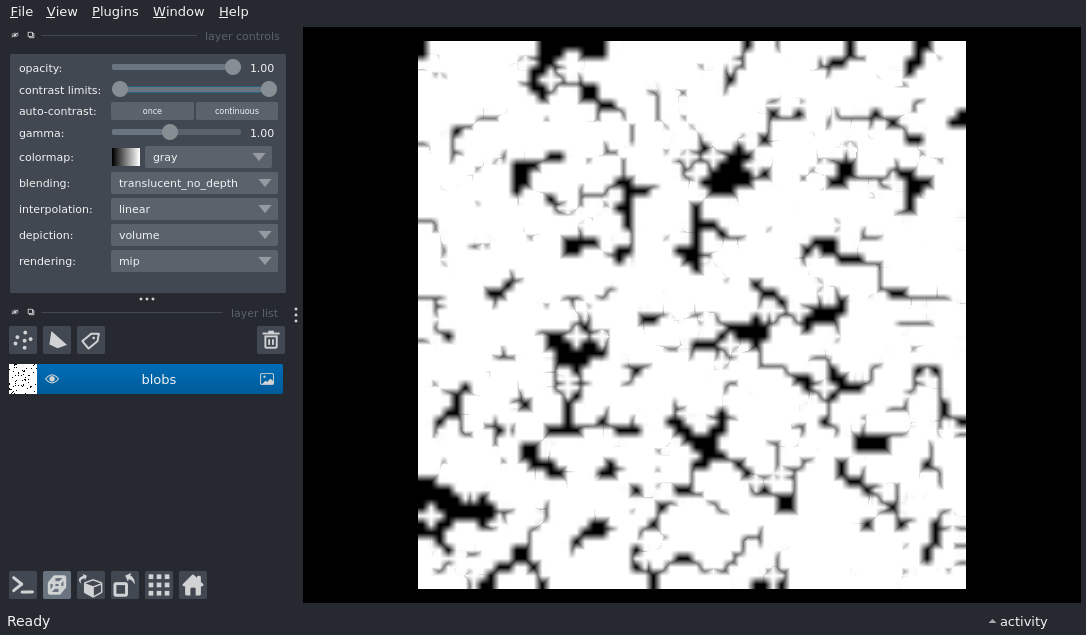 File View Plugins Window Help
layer controls
opacity: 1.00
contrast limits:
auto-contrast: once continuous
gamma: 1.00
colormap: gray
blending: translucent_no_depth
interpolation: linear
depiction: volume
rendering: mip
layer list
blobs
Ready activity